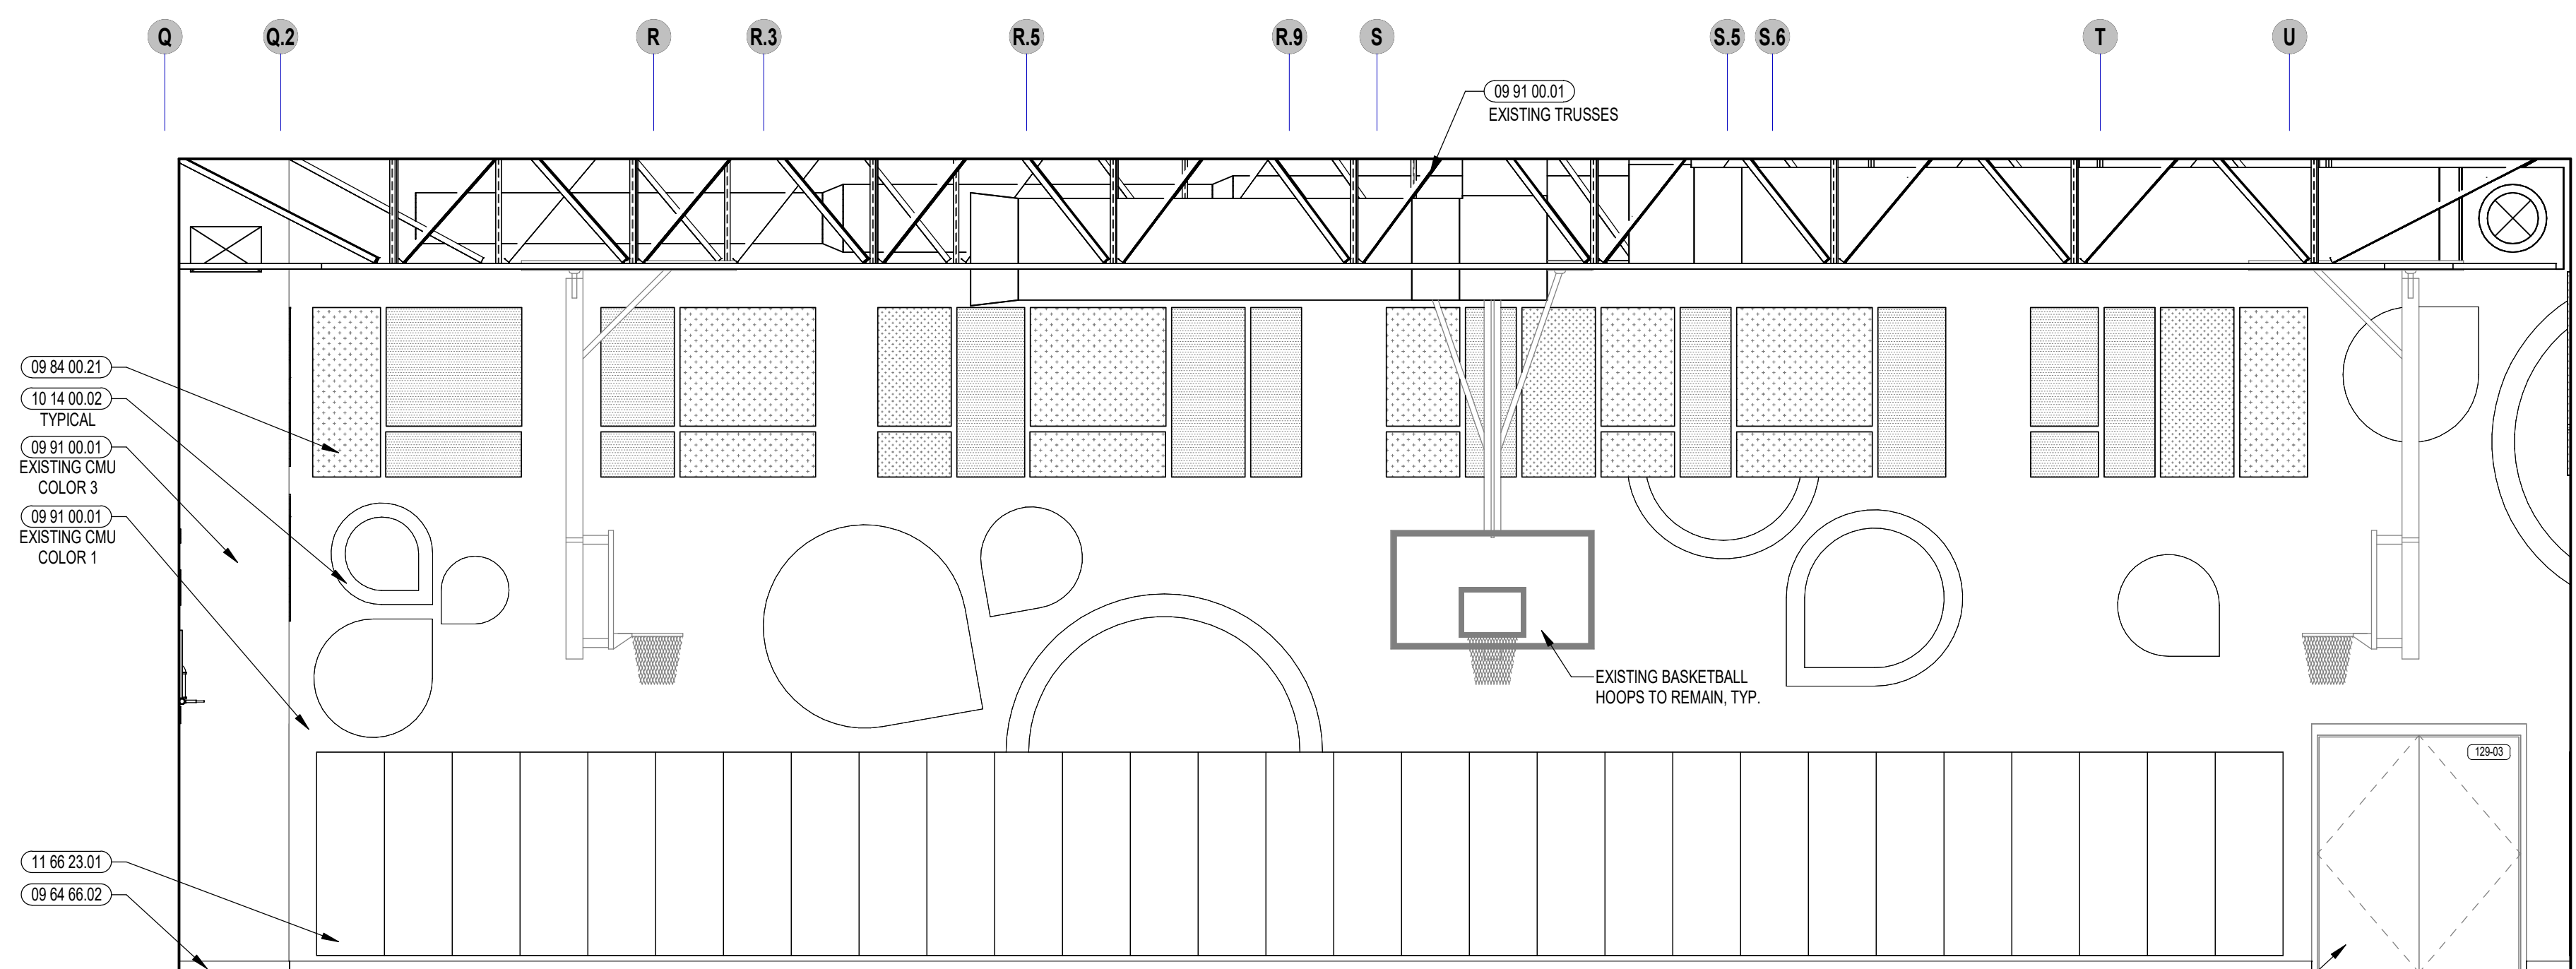 Q
Q.2
R
R.3
R.5
R.9
S
S.5
S.6
T
U
09 91 00.01
EXISTING TRUSSES
09 84 00.21
10 14 00.02
TYPICAL
09 91 00.01
EXISTING CMU
COLOR 3
09 91 00.01
EXISTING CMU
COLOR 1
EXISTING BASKETBALL
HOOPS TO REMAIN, TYP.
129-03
11 66 23.01
09 64 66.02